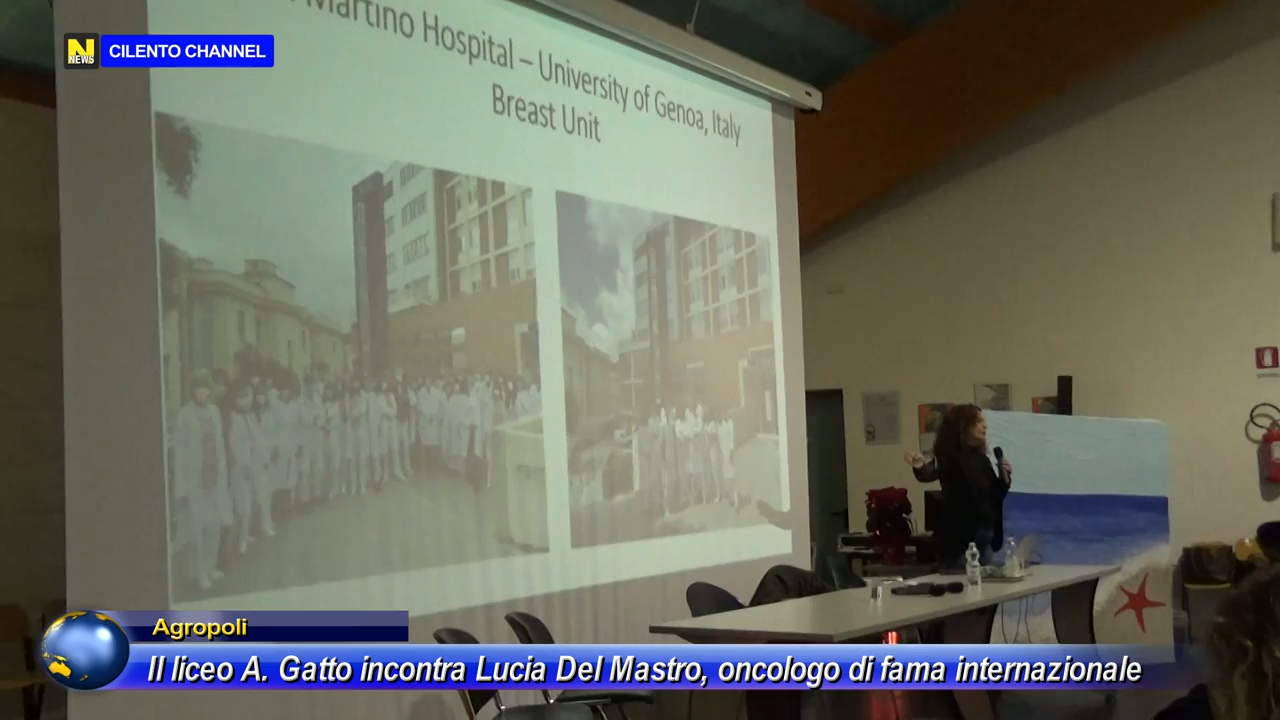 Martino Hospital – University of Genoa, Italy
Breast Unit
N
NEWS
CILENTO CHANNEL
Agropoli
Il liceo A. Gatto incontra Lucia Del Mastro, oncologo di fama internazionale